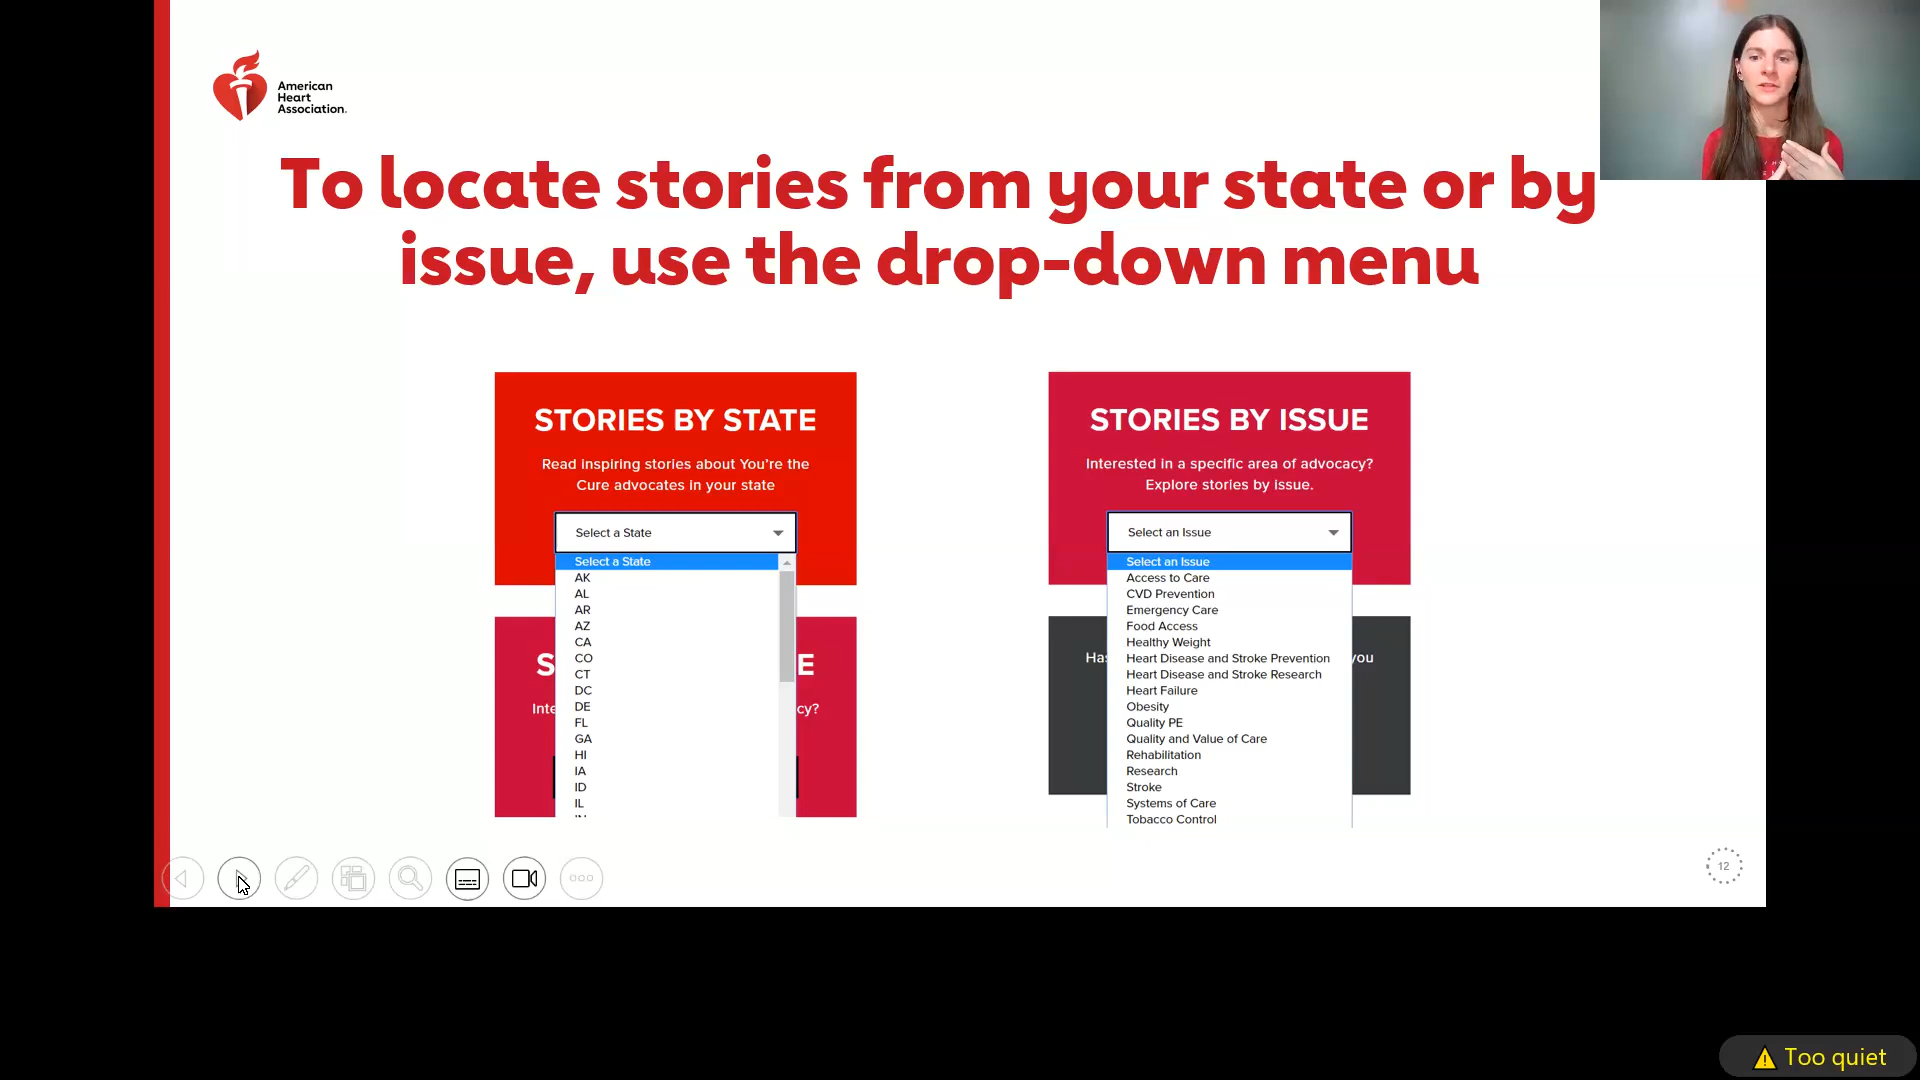 American
Heart
Association.
To locate stories from your state or by
issue, use the drop-down menu
STORIES BY STATE
Read inspiring stories about You're the
Cure advocates in your state
Select a State
Select a State
AK
AL
AR
AZ
CA
CO
CT
DC
DE
FL
GA
HI
IA
ID
IL
S
E
Inte
cy?
STORIES BY ISSUE
Interested in a specific area of advocacy?
Explore stories by issue.
Select an Issue
Select an Issue
Access to Care
CVD Prevention
Emergency Care
Food Access
Healthy Weight
Heart Disease and Stroke Prevention
Heart Disease and Stroke Research
Heart Failure
Obesity
Quality PE
Quality and Value of Care
Rehabilitation
Research
Stroke
Systems of Care
Tobacco Control
Has
you
12
Too quiet